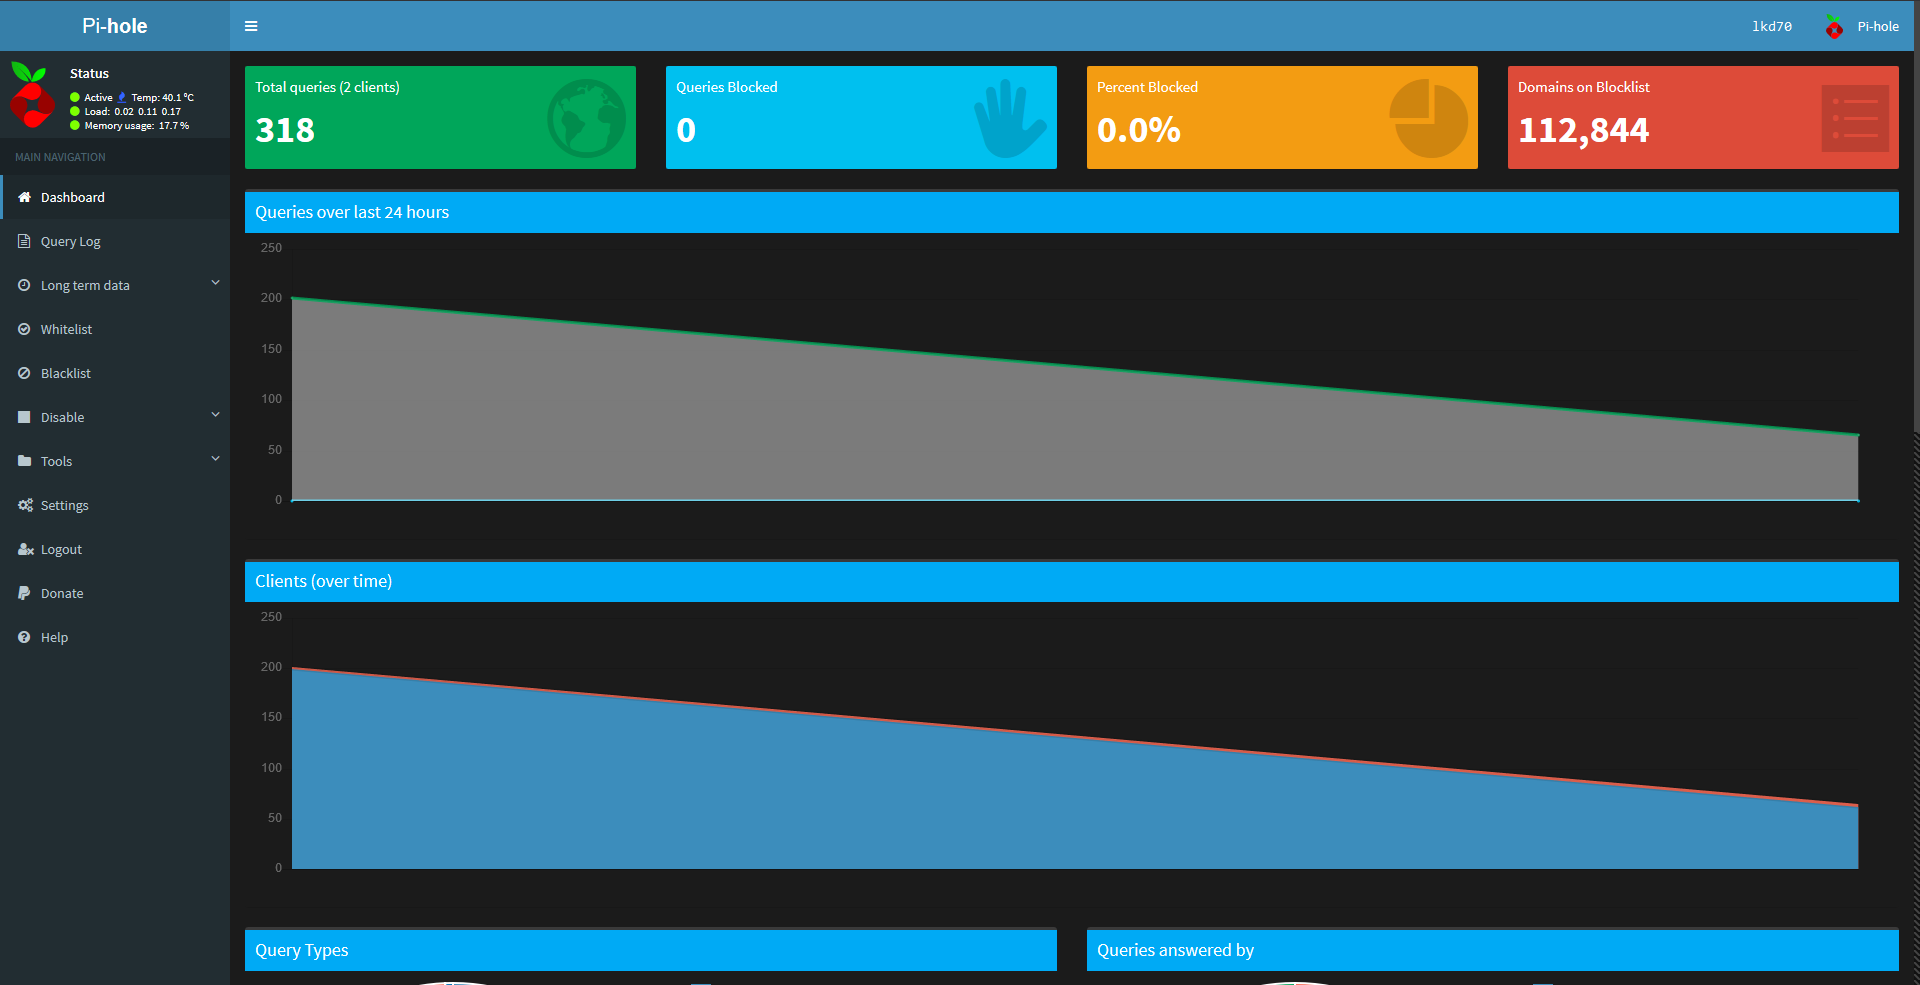 Pi-hole
lkd70
Pi-hole
Status
Active Temp: 40.1 °C
Load: 0.02 0.11 0.17
Memory usage: 17.7 %
MAIN NAVIGATION
Dashboard
Query Log
Long term data
Whitelist
Blacklist
Disable
Tools
Settings
Logout
Donate
Help
Total queries (2 clients)
318
Queries Blocked
0
Percent Blocked
0.0%
Domains on Blocklist
112,844
Queries over last 24 hours
250
200
150
100
50
0
Clients (over time)
250
200
150
100
50
0
Query Types
Queries answered by